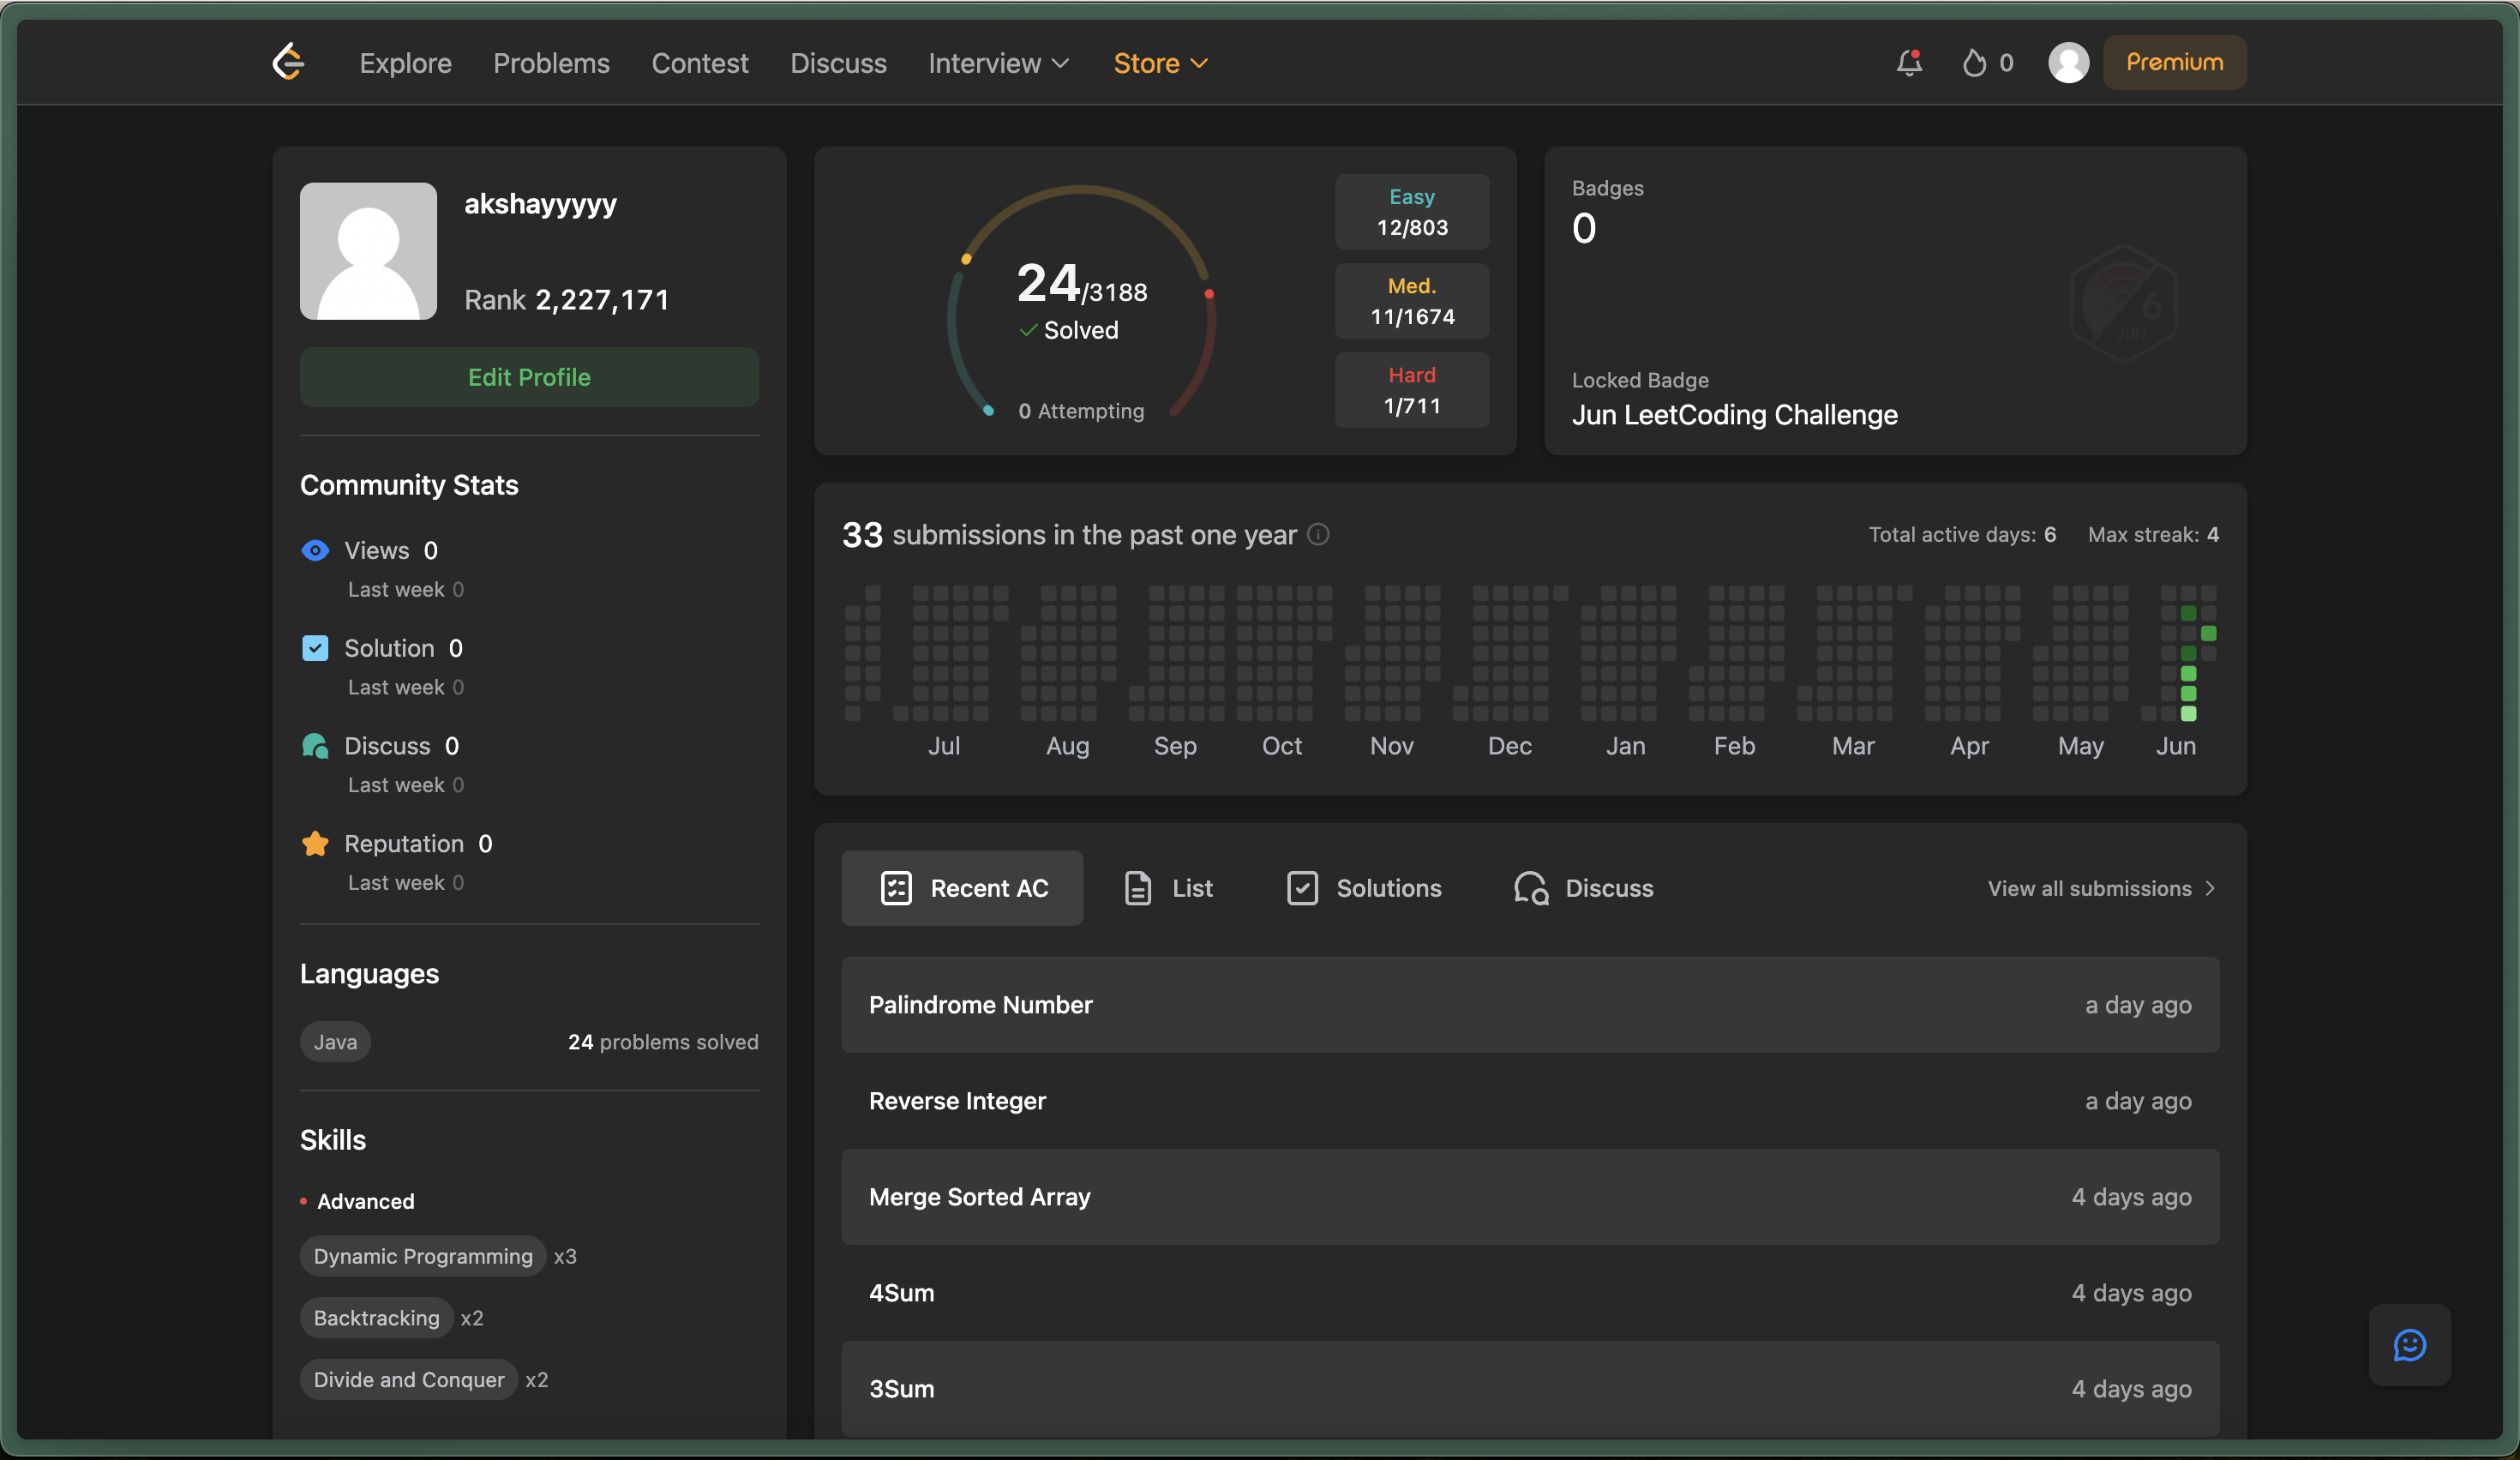 Explore Problems Contest Discuss Interview Store 0 Premium
akshayyyyy
Rank 2,227,171
Edit Profile
Community Stats
Views 0
Last week 0
Solution 0
Last week 0
Discuss 0
Last week 0
Reputation 0
Last week 0
Languages
Java 24 problems solved
Skills
Advanced
Dynamic Programming x3
Backtracking x2
Divide and Conquer x2
24/3188
Solved
0 Attempting
Easy
12/803
Med.
11/1674
Hard
1/711
Badges
0
6
JUN
Locked Badge
Jun LeetCoding Challenge
33 submissions in the past one year Total active days: 6 Max streak: 4
Jul Aug Sep Oct Nov Dec Jan Feb Mar Apr May Jun
Recent AC List Solutions Discuss View all submissions
Palindrome Number a day ago
Reverse Integer a day ago
Merge Sorted Array 4 days ago
4Sum 4 days ago
3Sum 4 days ago